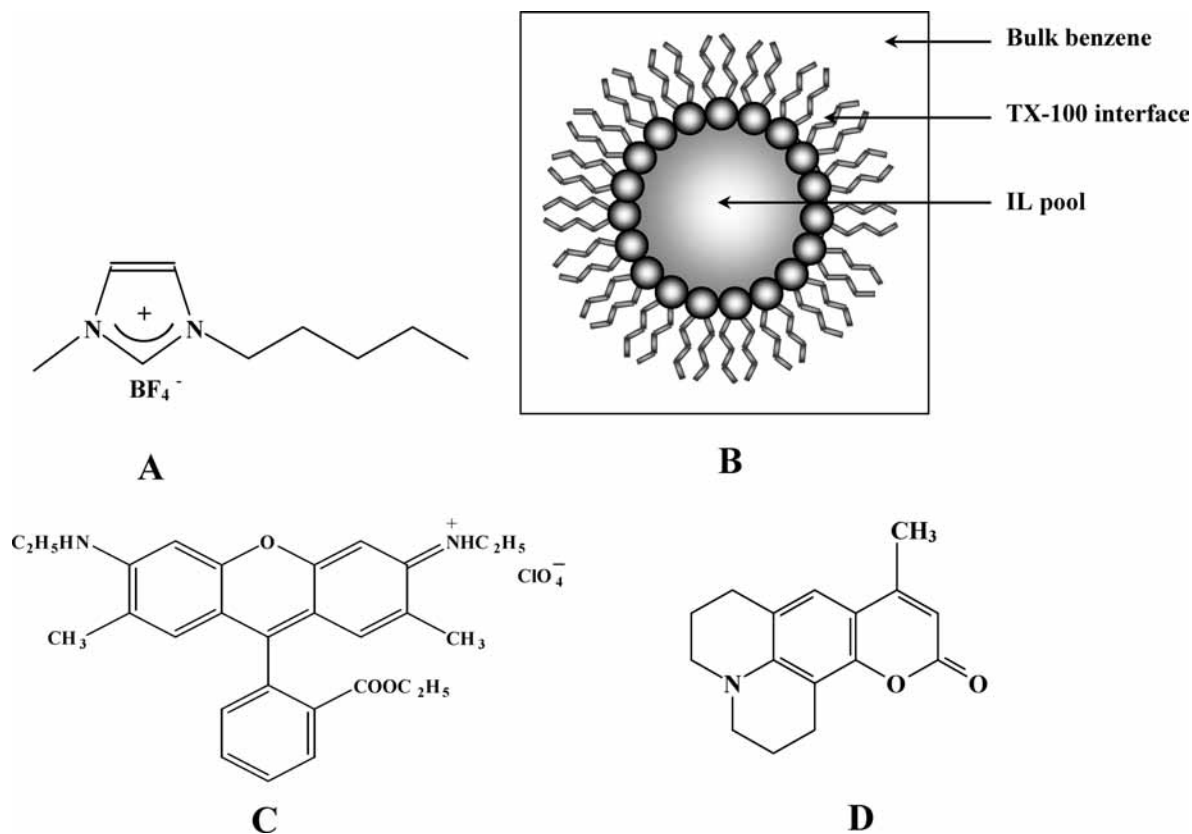 Bulk benzene
TX-100 interface
IL pool
N
+
N
BF₄⁻
A
B
C₂H₅HN
O
+
NHC₂H₅
ClO₄⁻
CH₃
CH₃
COOC₂H₅
C
CH₃
N
O
O
D